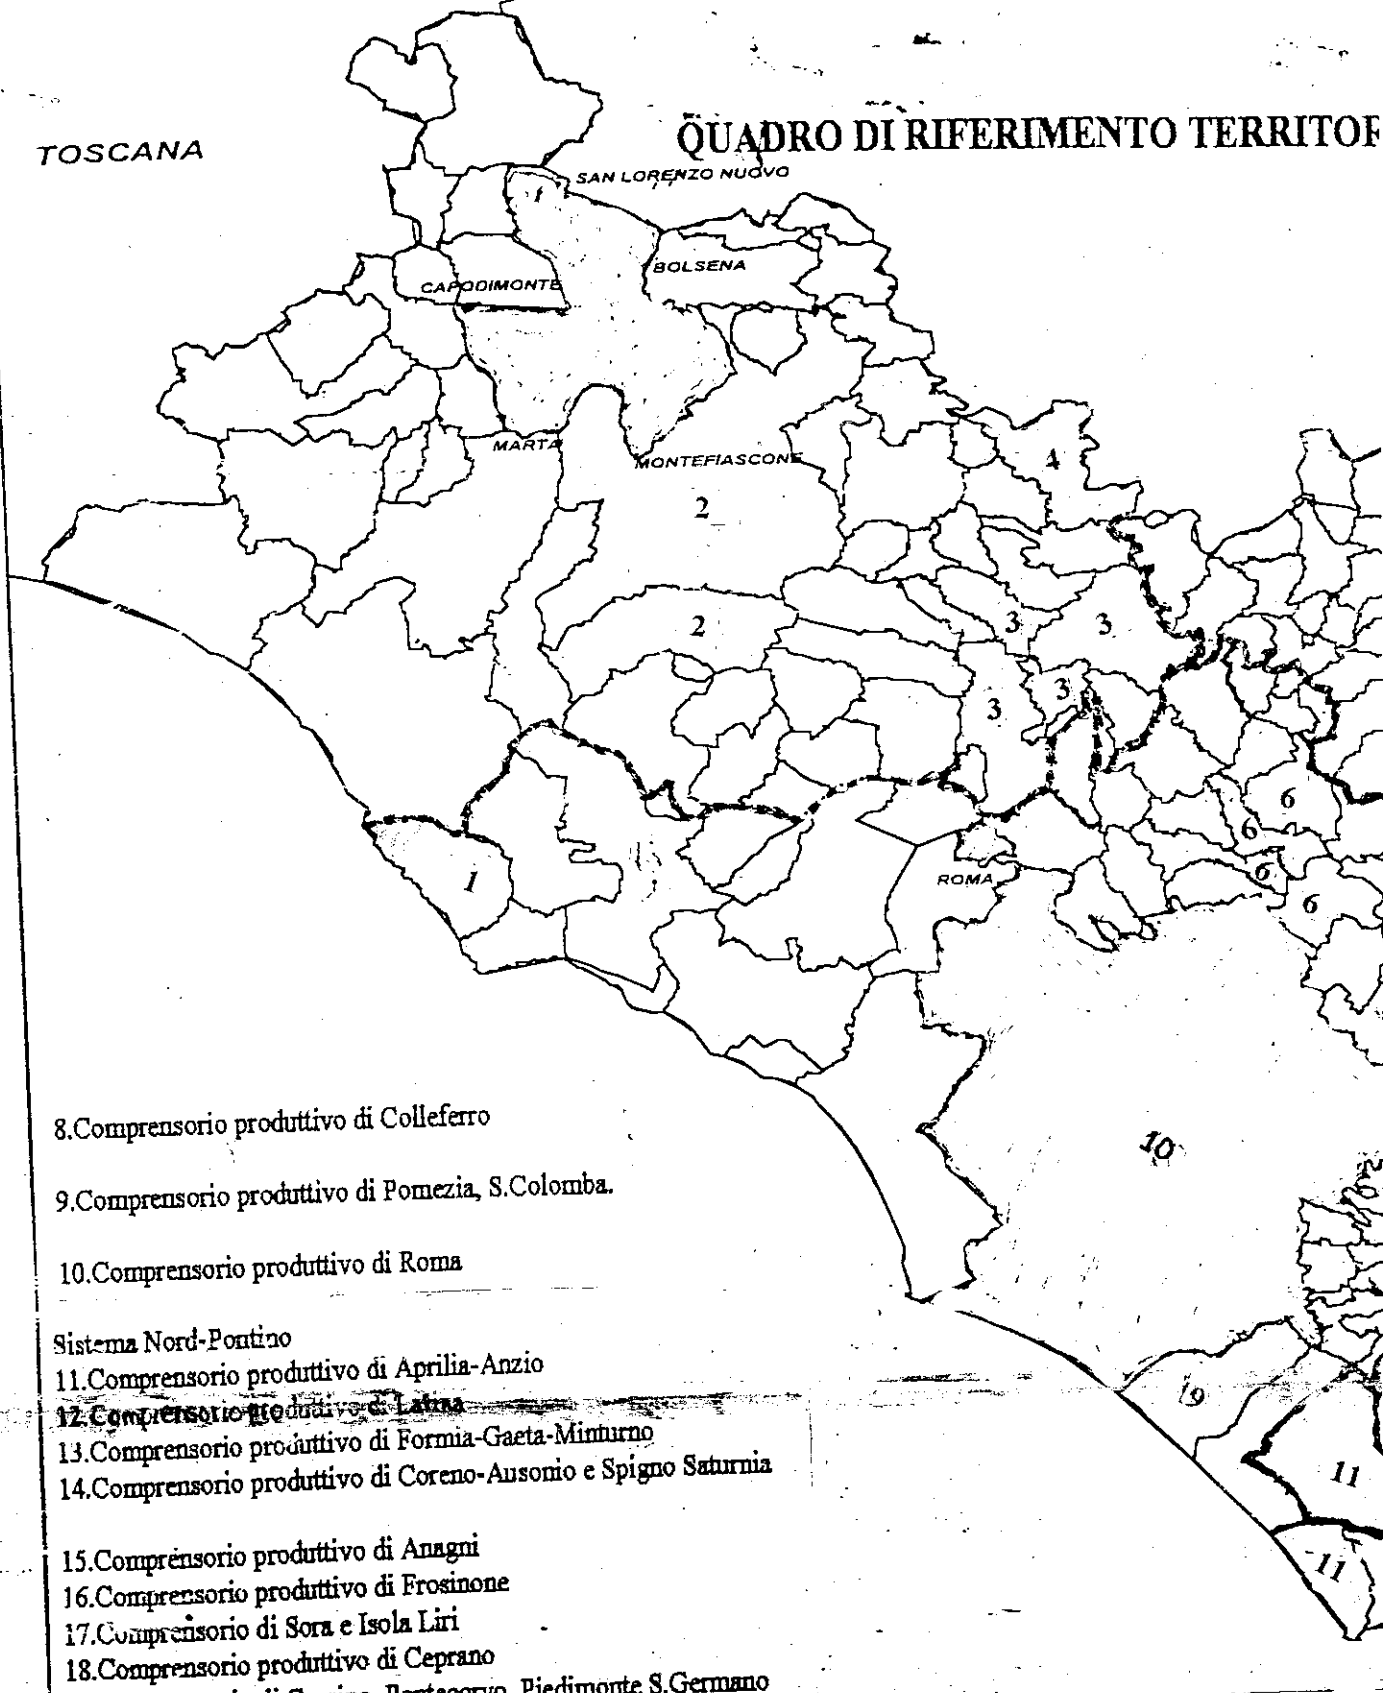 TOSCANA
QUADRO DI RIFERIMENTO TERRITOR
SAN LORENZO NUOVO
1
BOLSENA
CAPODIMONTE
MARTA
MONTEFIASCONE
4
2
2
3
3
3
3
6
6
6
6
1
ROMA
10
9
11
11
8.Comprensorio produttivo di Colleferro
9.Comprensorio produttivo di Pomezia, S.Colomba.
10.Comprensorio produttivo di Roma
Sistema Nord-Pontino
11.Comprensorio produttivo di Aprilia-Anzio
12.Comprensorio produttivo di Latina
13.Comprensorio produttivo di Formia-Gaeta-Minturno
14.Comprensorio produttivo di Coreno-Ausonio e Spigno Saturnia
15.Comprensorio produttivo di Anagni
16.Comprensorio produttivo di Frosinone
17.Comprensorio di Sora e Isola Liri
18.Comprensorio produttivo di Ceprano
Piedimonte S.Germano